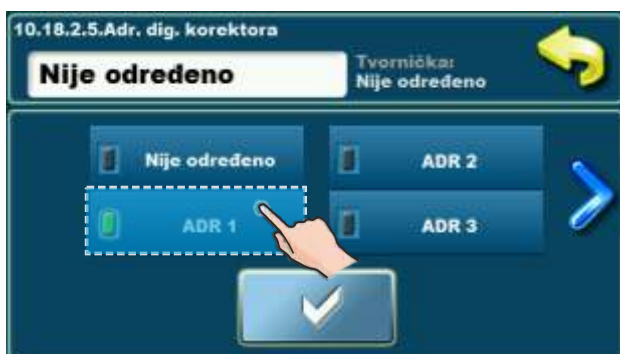 10.18.2.5.Adr. dig. korektora
Nije određeno
Tvornička:
Nije određeno
Nije određeno
ADR 2
ADR 1
ADR 3